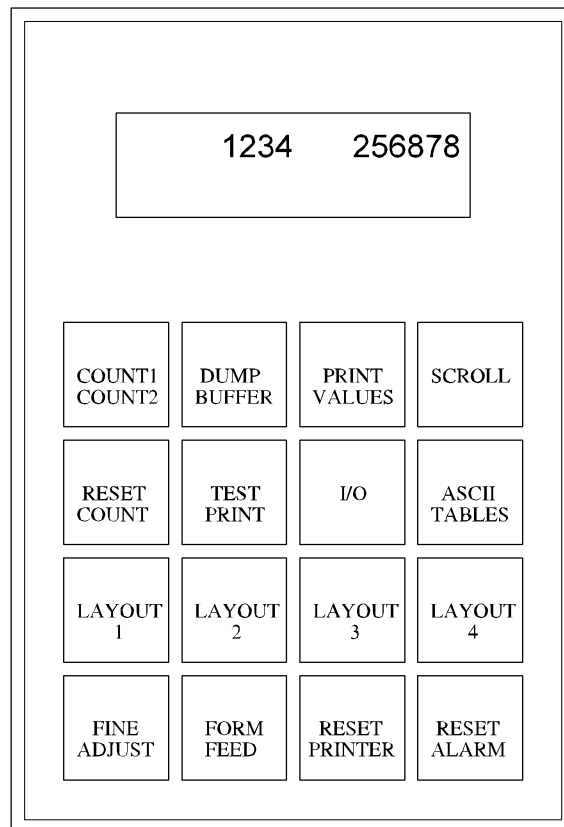 1234 256878
COUNT1
COUNT2
DUMP
BUFFER
PRINT
VALUES
SCROLL
RESET
COUNT
TEST
PRINT
I/O
ASCII
TABLES
LAYOUT
1
LAYOUT
2
LAYOUT
3
LAYOUT
4
FINE
ADJUST
FORM
FEED
RESET
PRINTER
RESET
ALARM